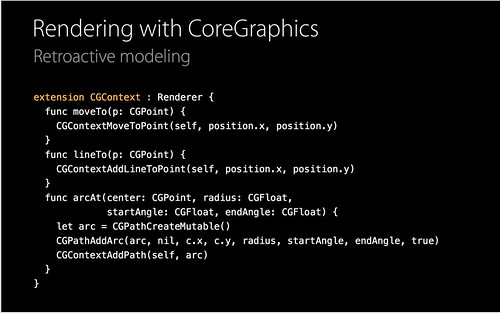 Rendering with CoreGraphics
Retroactive modeling
extension CGContext : Renderer {
  func moveTo(p: CGPoint) {
    CGContextMoveToPoint(self, position.x, position.y)
  }
  func lineTo(p: CGPoint) {
    CGContextAddLineToPoint(self, position.x, position.y)
  }
  func arcAt(center: CGPoint, radius: CGFloat,
             startAngle: CGFloat, endAngle: CGFloat) {
    let arc = CGPathCreateMutable()
    CGPathAddArc(arc, nil, c.x, c.y, radius, startAngle, endAngle, true)
    CGContextAddPath(self, arc)
  }
}